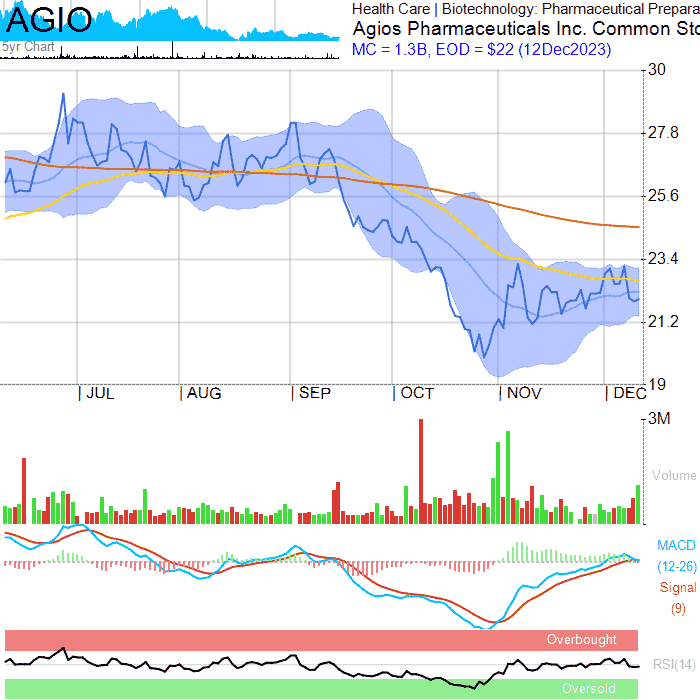 AGIO
5yr Chart
Health Care | Biotechnology: Pharmaceutical Prepara
Agios Pharmaceuticals Inc. Common Sto
MC = 1.3B, EOD = $22 (12Dec2023)
30
27.8
25.6
23.4
21.2
19
| JUL | AUG | SEP | OCT | NOV | DEC
3M
Volume
MACD
(12-26)
Signal
(9)
Overbought
RSI(14)
Oversold